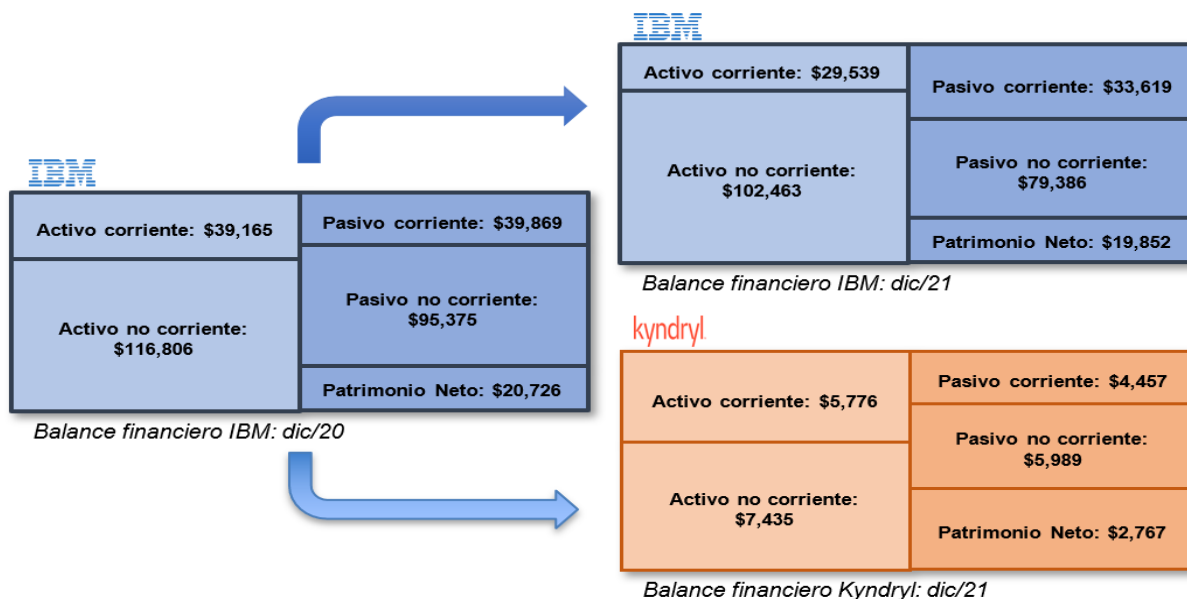 IBM
Activo corriente: $39,165
Pasivo corriente: $39,869
Activo no corriente:
$116,806
Pasivo no corriente:
$95,375
Patrimonio Neto: $20,726
Balance financiero IBM: dic/20
IBM
Activo corriente: $29,539
Pasivo corriente: $33,619
Activo no corriente:
$102,463
Pasivo no corriente:
$79,386
Patrimonio Neto: $19,852
Balance financiero IBM: dic/21
kyndryl
Activo corriente: $5,776
Pasivo corriente: $4,457
Activo no corriente:
$7,435
Pasivo no corriente:
$5,989
Patrimonio Neto: $2,767
Balance financiero Kyndryl: dic/21